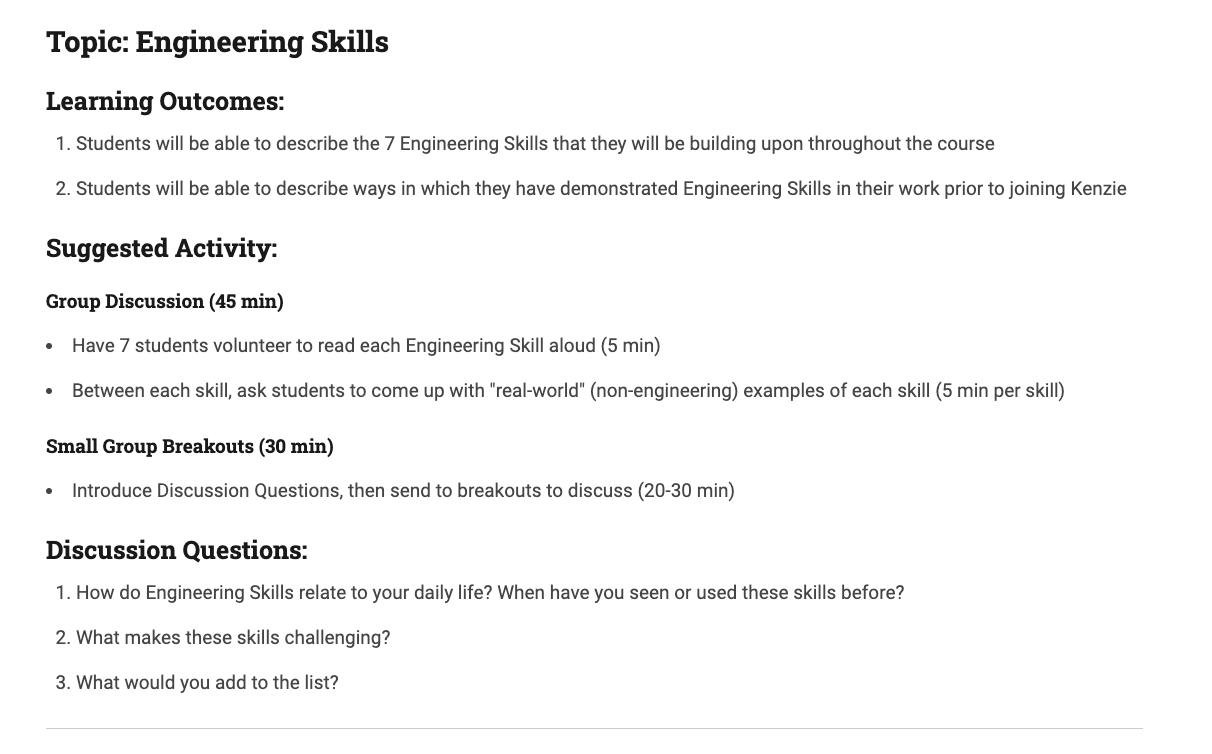 Topic: Engineering Skills
Learning Outcomes:
1. Students will be able to describe the 7 Engineering Skills that they will be building upon throughout the course
2. Students will be able to describe ways in which they have demonstrated Engineering Skills in their work prior to joining Kenzie
Suggested Activity:
Group Discussion (45 min)
• Have 7 students volunteer to read each Engineering Skill aloud (5 min)
• Between each skill, ask students to come up with "real-world" (non-engineering) examples of each skill (5 min per skill)
Small Group Breakouts (30 min)
• Introduce Discussion Questions, then send to breakouts to discuss (20-30 min)
Discussion Questions:
1. How do Engineering Skills relate to your daily life? When have you seen or used these skills before?
2. What makes these skills challenging?
3. What would you add to the list?